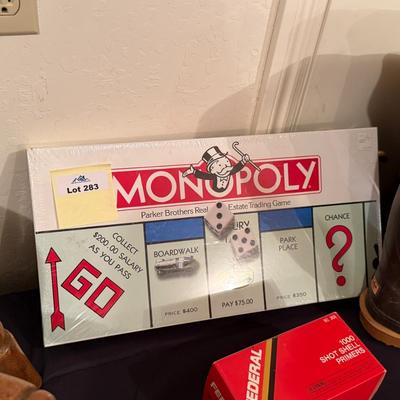 Lot 283
MONOPOLY
Parker Brothers Real Estate Trading Game
COLLECT
$200.00 SALARY
AS YOU PASS
GO
BOARDWALK
PRICE $400
URY
PAY $75.00
PARK
PLACE
PRICE $350
CHANCE
?
FEDERAL
1000
SHOT SHELL
PRIMERS